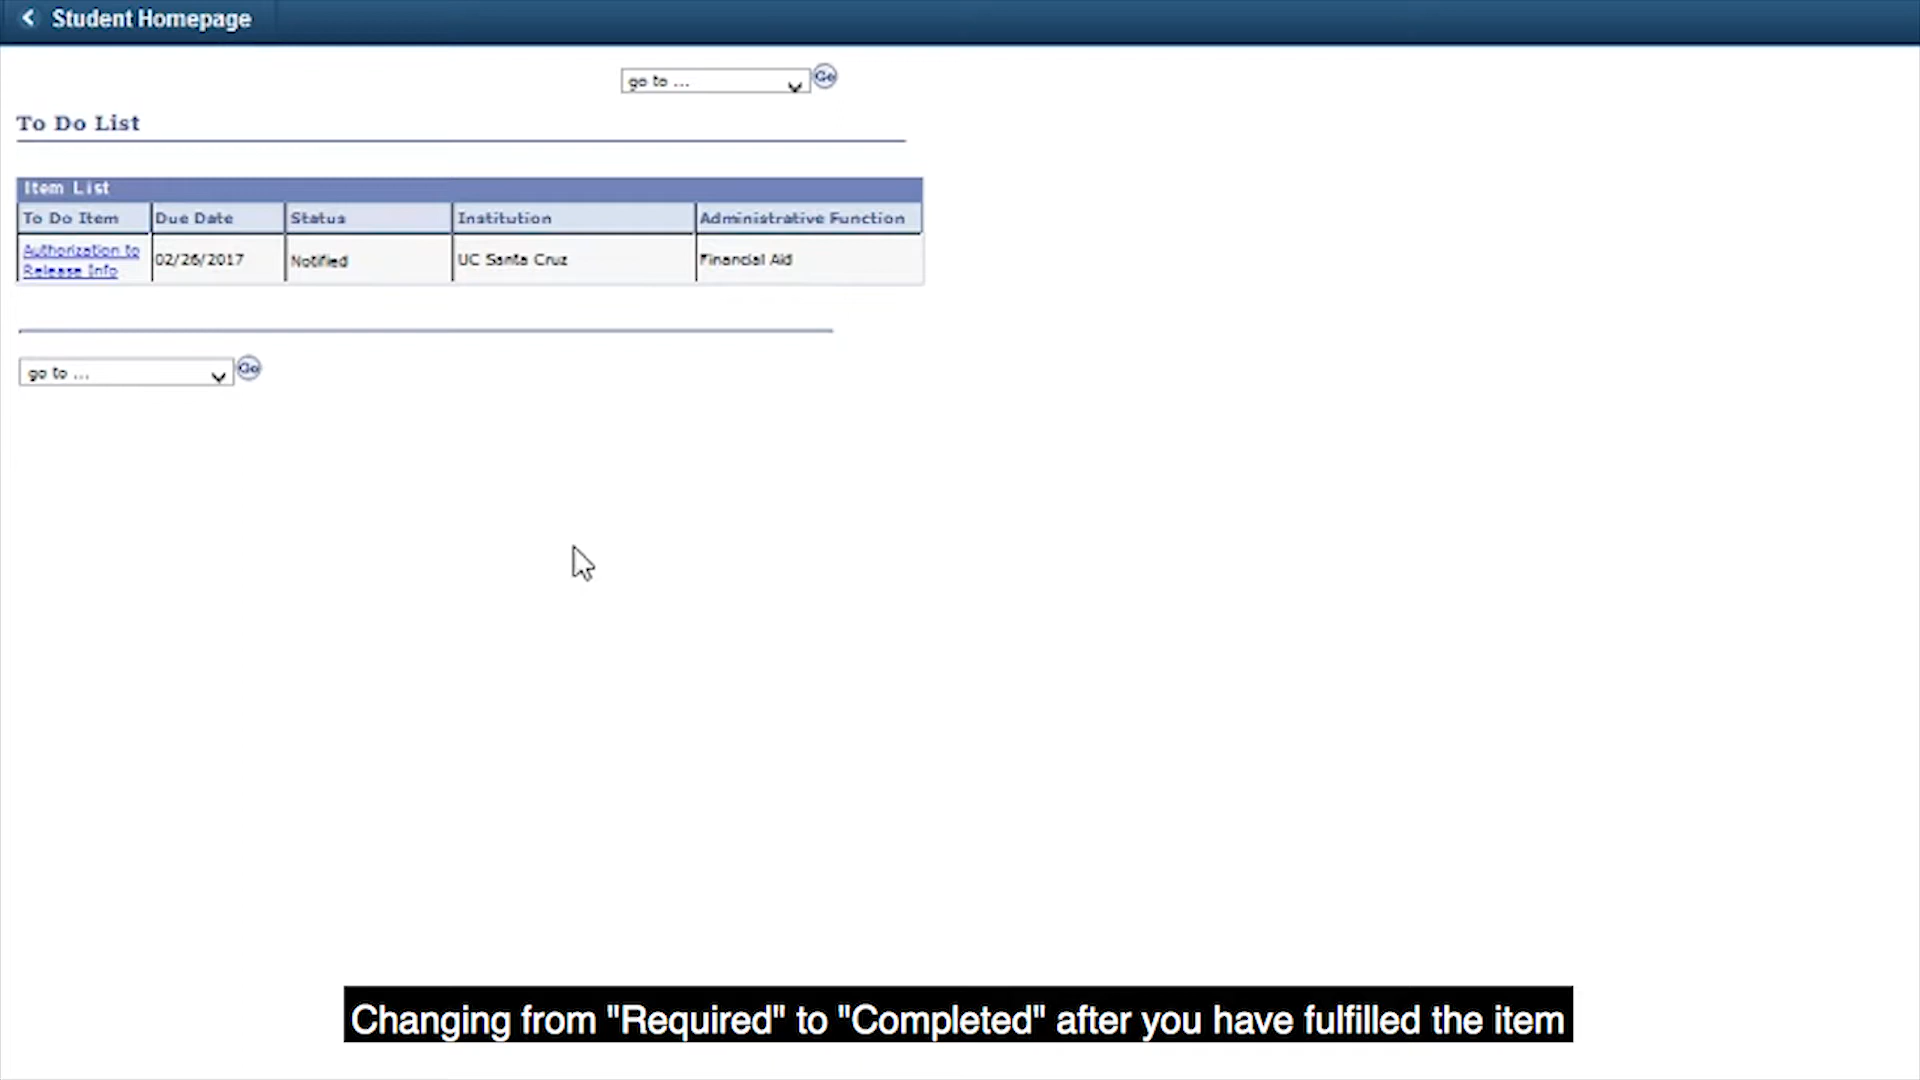 Student Homepage
go to ... Go
To Do List
Item List
To Do Item Due Date Status Institution Administrative Function
Authorization to
Release Info
02/26/2017 Notified UC Santa Cruz Financial Aid
go to ... Go
Changing from "Required" to "Completed" after you have fulfilled the item